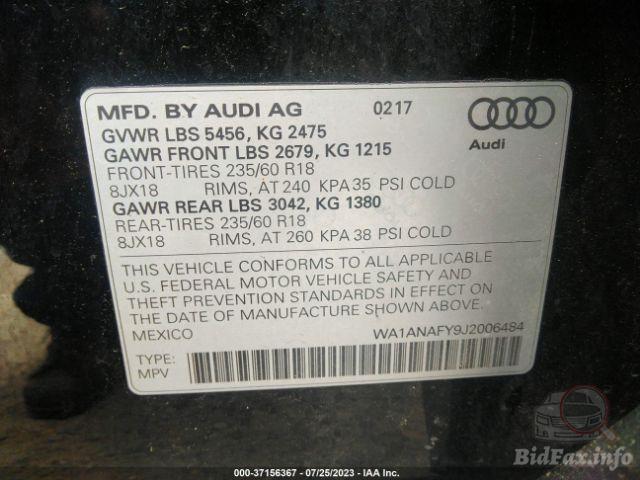 MFD. BY AUDI AG 0217
GVWR LBS 5456, KG 2475
GAWR FRONT LBS 2679, KG 1215
FRONT-TIRES 235/60 R18
8JX18 RIMS, AT 240 KPA 35 PSI COLD
GAWR REAR LBS 3042, KG 1380
REAR-TIRES 235/60 R18
8JX18 RIMS, AT 260 KPA 38 PSI COLD
Audi
THIS VEHICLE CONFORMS TO ALL APPLICABLE
U.S. FEDERAL MOTOR VEHICLE SAFETY AND
THEFT PREVENTION STANDARDS IN EFFECT ON
THE DATE OF MANUFACTURE SHOWN ABOVE.
MEXICO WA1ANAFY9J2006484
TYPE:
MPV
BidFax.info
000-37156367 - 07/25/2023 - IAA Inc.